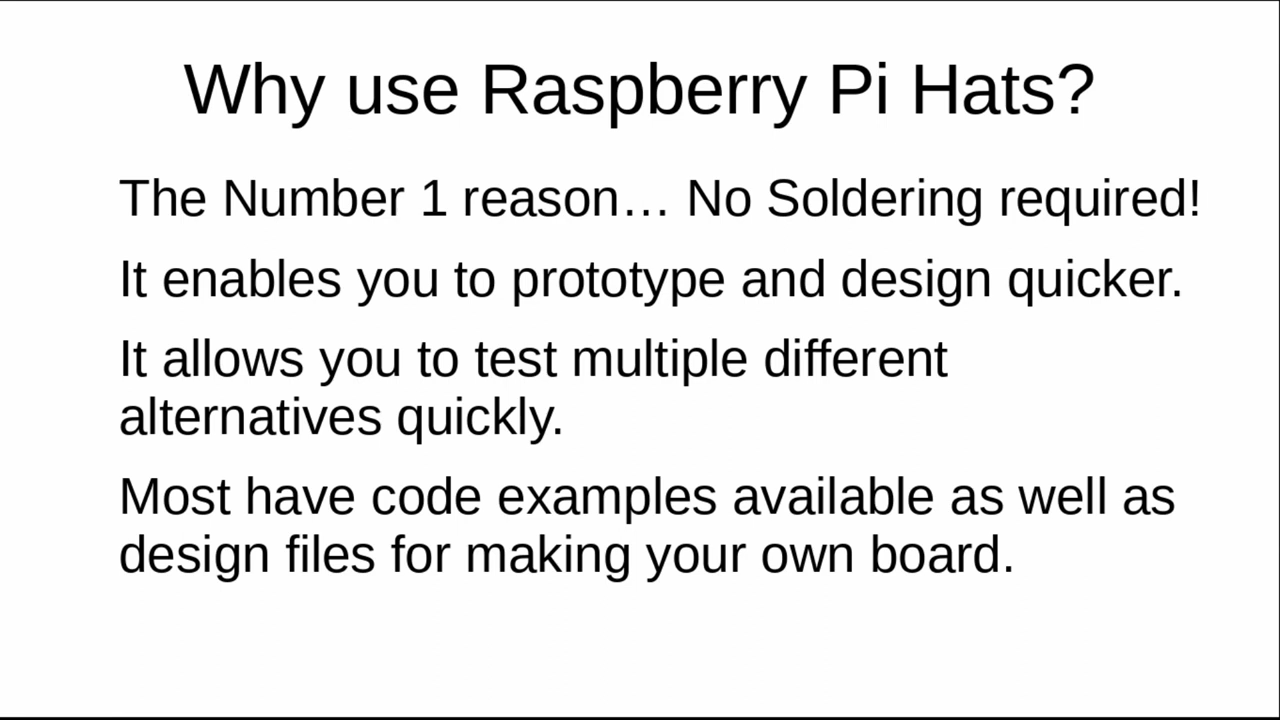 Why use Raspberry Pi Hats?
The Number 1 reason… No Soldering required!
It enables you to prototype and design quicker.
It allows you to test multiple different
alternatives quickly.
Most have code examples available as well as
design files for making your own board.